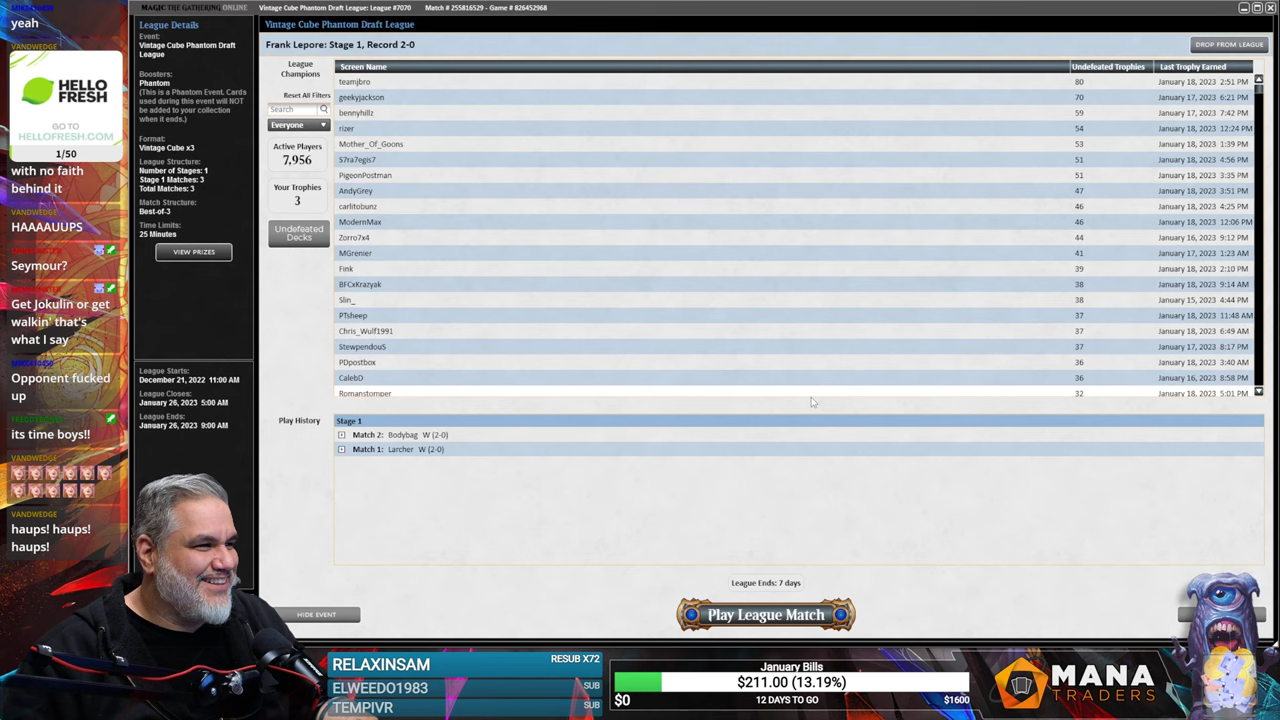 yeah
VANDWEDGE
HELLO
FRESH
GO TO
HELLOFRESH.COM
1/50
with no faith
behind it
VANDWEDGE
HAAAAUUPS
Seymour?
Get Jokulin or get
walkin' that's
what I say
Opponent fucked
up
its time boys!!
VANDWEDGE
VANDWEDGE
haups! haups!
haups!
MAGIC THE GATHERING ONLINE
Vintage Cube Phantom Draft League: League #7070
Match # 255816529 - Game # 826452968
League Details
Event:
Vintage Cube Phantom Draft
League
Boosters:
Phantom
(This is a Phantom Event. Cards
used during this event will NOT
be added to your collection
when it ends.)
Format:
Vintage Cube x3
League Structure:
Number of Stages: 1
Stage 1 Matches: 3
Total Matches: 3
Match Structure:
Best-of-3
Time Limits:
25 Minutes
VIEW PRIZES
League Starts:
December 21, 2022 11:00 AM
League Closes:
January 26, 2023 5:00 AM
League Ends:
January 26, 2023 9:00 AM
Vintage Cube Phantom Draft League
Frank Lepore: Stage 1, Record 2-0
DROP FROM LEAGUE
League
Champions
Reset All Filters
Search
Everyone
Active Players
7,956
Your Trophies
3
Undefeated
Decks
Screen Name Undefeated Trophies Last Trophy Earned
teamjbro 80 January 18, 2023 2:51 PM
geekyjackson 70 January 17, 2023 6:21 PM
bennyhillz 59 January 17, 2023 7:42 PM
rizer 54 January 18, 2023 12:24 PM
Mother_Of_Goons 53 January 18, 2023 1:39 PM
S7ra7egis7 51 January 18, 2023 4:56 PM
PigeonPostman 51 January 18, 2023 3:35 PM
AndyGrey 47 January 18, 2023 3:51 PM
carlitobunz 46 January 18, 2023 4:25 PM
ModernMax 46 January 18, 2023 12:06 PM
Zorro7x4 44 January 16, 2023 9:12 PM
MGrenier 41 January 17, 2023 1:23 AM
Fink 39 January 18, 2023 2:10 PM
BFCxKrazyak 38 January 18, 2023 9:14 AM
Slin_ 38 January 15, 2023 4:44 PM
PTsheep 37 January 18, 2023 11:48 AM
Chris_Wulf1991 37 January 18, 2023 6:49 AM
StewpendouS 37 January 17, 2023 8:17 PM
PDpostbox 36 January 18, 2023 3:40 AM
CalebD 36 January 16, 2023 8:58 PM
Romanstomper 32 January 18, 2023 5:01 PM
Play History
Stage 1
Match 2: Bodybag W (2-0)
Match 1: Larcher W (2-0)
League Ends: 7 days
HIDE EVENT
Play League Match
RELAXINSAM RESUB X72
ELWEEDO1983 SUB
TEMPIVR SUB
January Bills
$211.00 (13.19%)
$0 12 DAYS TO GO $1600
MANA
TRADERS